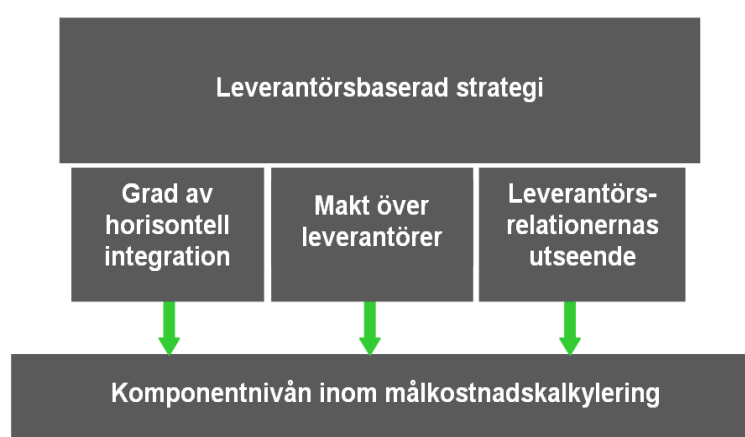 Leverantörsbaserad strategi
Grad av
horisontell
integration
Makt över
leverantörer
Leverantörs-
relationernas
utseende
Komponentnivån inom målkostnadskalkylering